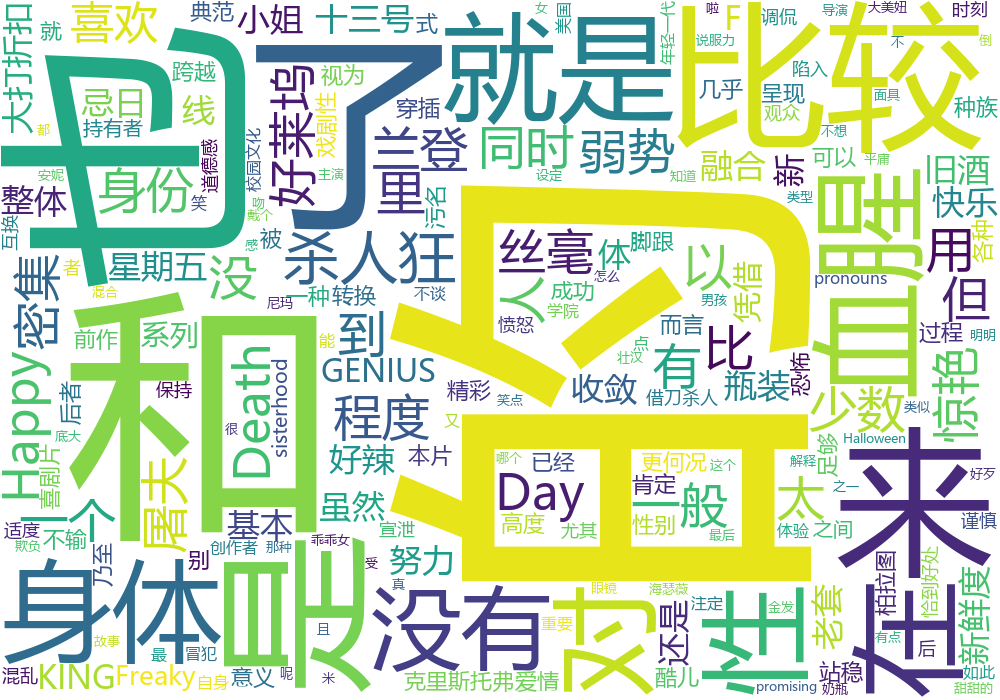 典范
小姐
十三号
式
女
美国
年轻一代
啦
导演
大美妞
时刻
大打折扣
就
喜欢
说服力
不
倒
F
调侃
陷入
跨越
视为
的
了
就是
比较
忌日
线
好莱坞
戏剧性
穿插
几乎
呈现
面具
种族
持有者
兰登
同时
弱势
观众
不想
都
道德感
校园文化
主演
融合
新
可以
平庸
旧酒
安妮
身份
设定
知道
类型
整体
笑
里
互换
吻
戴个
污名
血腥
快乐
星期五
没
被
感
杀人狂
丝毫
体
脚跟
以
用
各种
密集
者
混合
一种
转换
不谈
人
成功
怎么
男孩
凭借
pronouns
但
尼玛
愤怒
学院
前作
系列
和
到
能
点
而言
有
比
恐怖
过程
明明
Happy
后者
保持
Death
sisterhood
GENIUS
壮汉
精彩
笑点
收敛
借刀杀人
瓶装
少数
惊艳
类似
底大
很
程度
又
份
喜剧片
一个
屠夫
好辣
本片
哪个
已经
更何况
这个
足够
解释
Halloween
好歹
虽然
Day
肯定
一般
太
之一
来
适度
不输
基本
宣泄
高度
性别
尤其
最后
体验
之间
谨慎
欺负
创作者
那种
乖乖女
受
乃至
别
是
努力
真
眼镜
海瑟薇
柏拉图
恰到好处
新鲜度
身体
没有
对
性
注定
金发
老套
在
故事
且
重要
还是
有点
混乱
KING
最
冒犯
Freaky
自身
意义
呢
米
克里斯托弗
爱情
酷儿
promising
站稳
奶瓶
后
如此
甜甜的